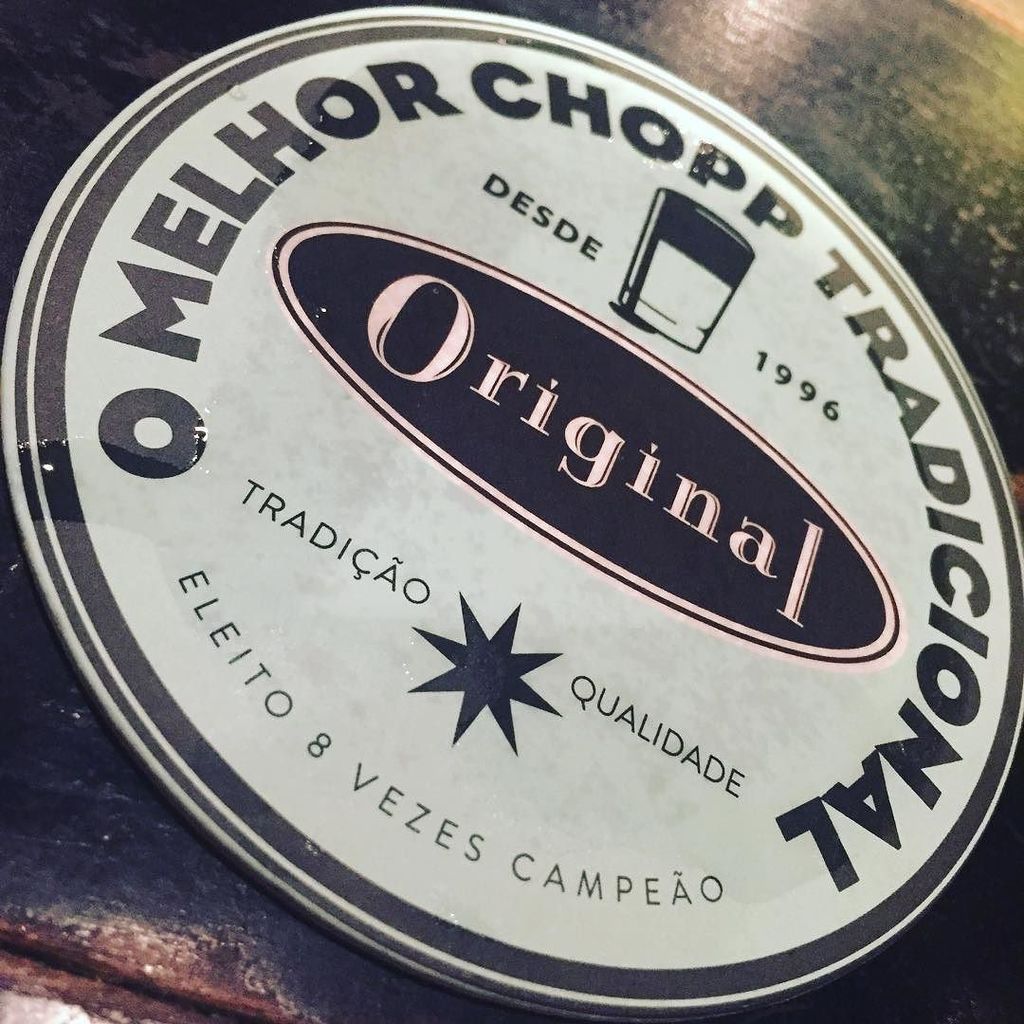 O MELHOR CHOPP TRADICIONAL
DESDE 1996
Original
TRADIÇÃO QUALIDADE
ELEITO 8 VEZES CAMPEÃO